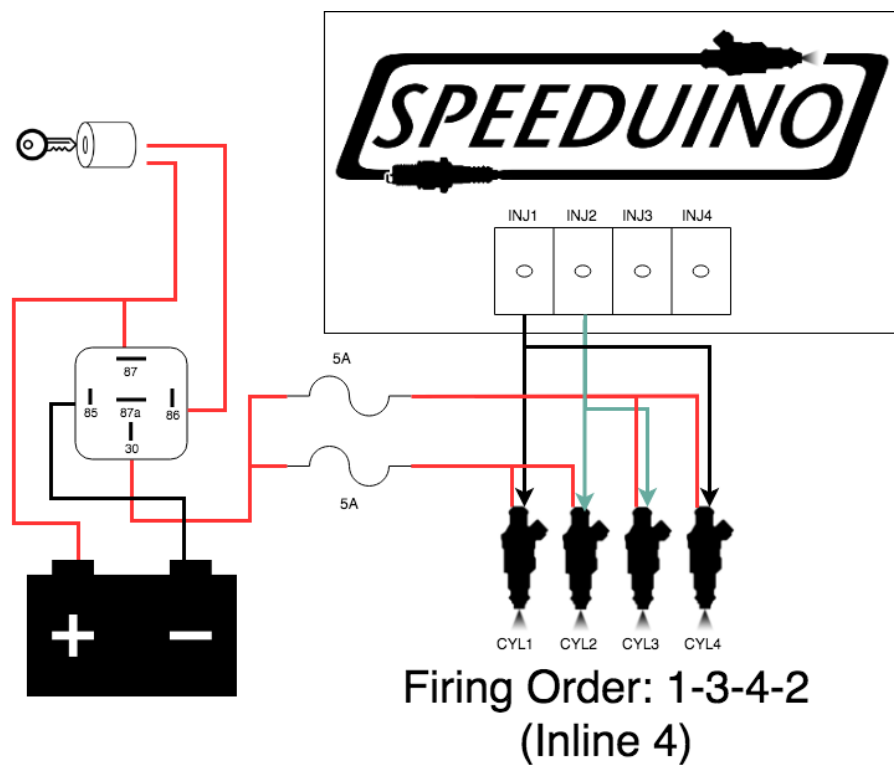 SPEEDUINO
INJ1 INJ2 INJ3 INJ4
5A
87
85 87a 86
30
5A
+ −
CYL1 CYL2 CYL3 CYL4
Firing Order: 1-3-4-2
(Inline 4)